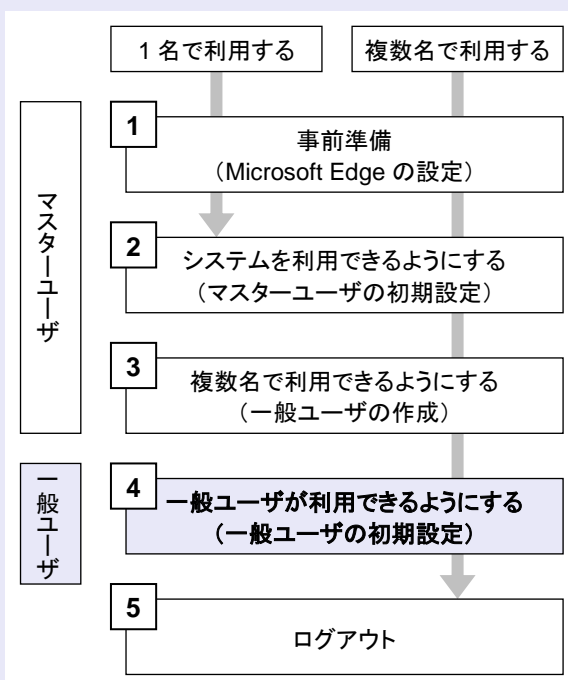 1 名で利用する
複数名で利用する
マスターユーザ
1
事前準備
（Microsoft Edge の設定）
2
システムを利用できるようにする
（マスターユーザの初期設定）
3
複数名で利用できるようにする
（一般ユーザの作成）
一般ユーザ
4
一般ユーザが利用できるようにする
（一般ユーザの初期設定）
5
ログアウト